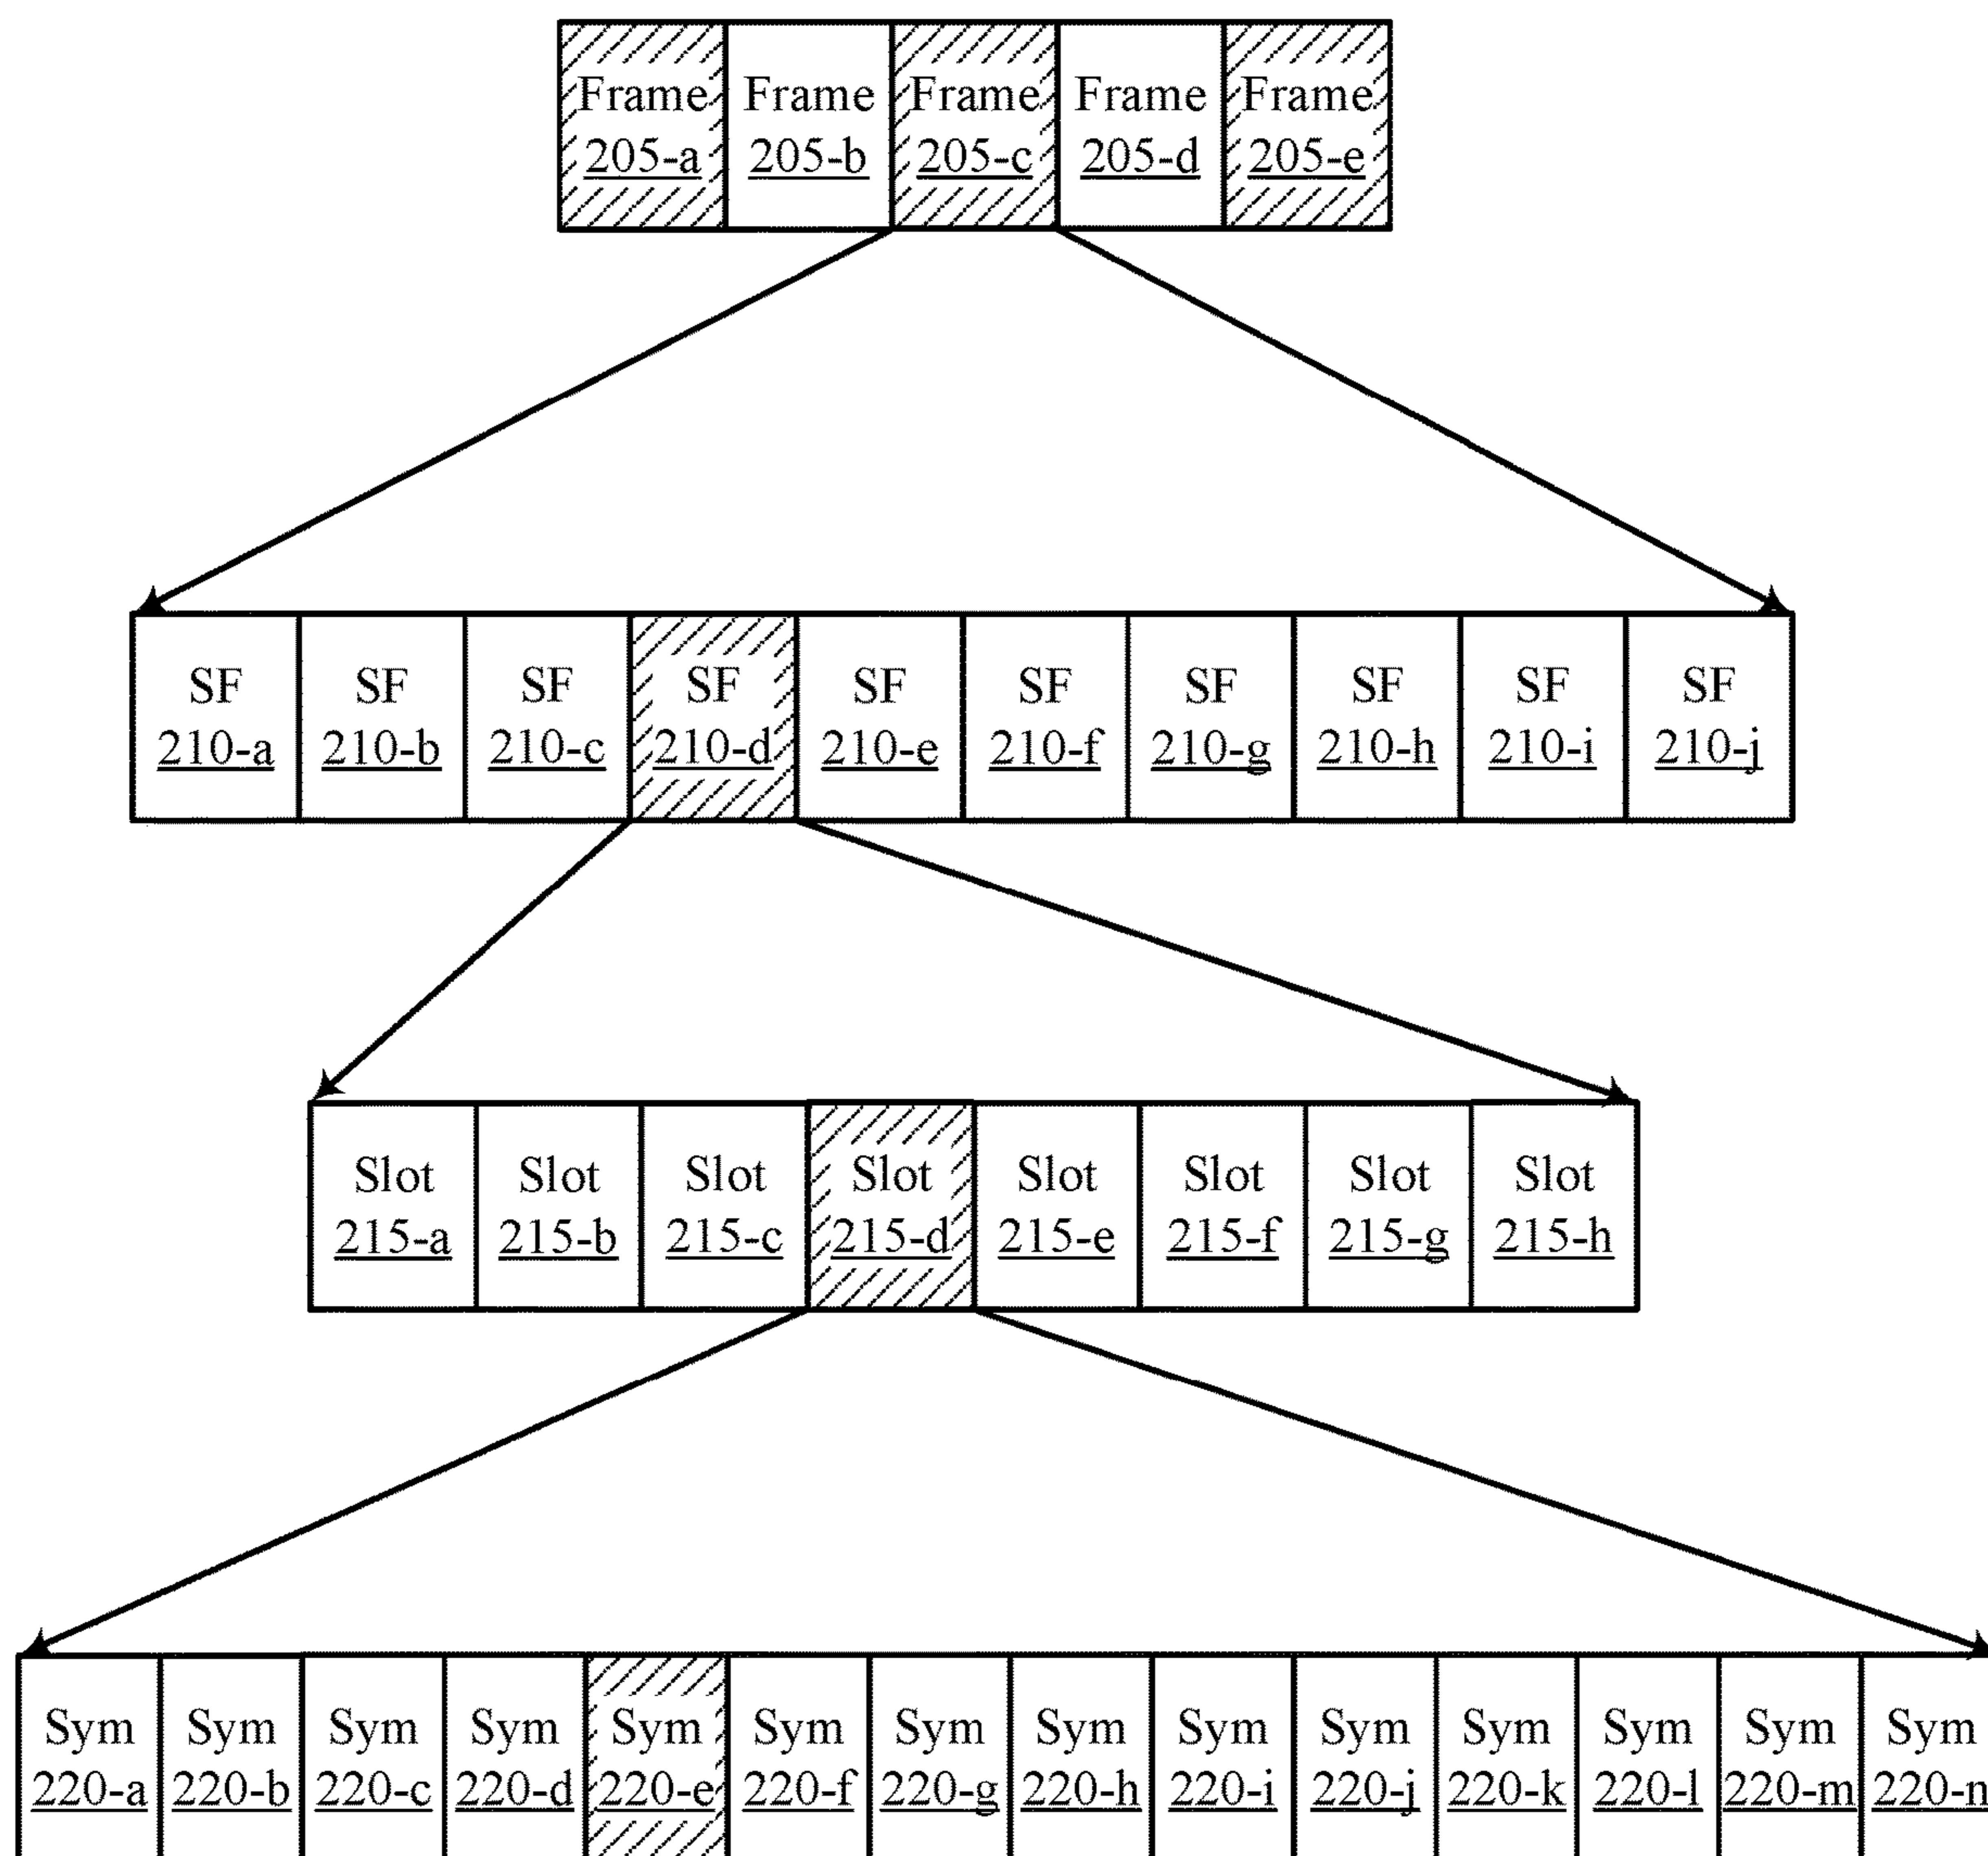 Frame Frame Frame Frame Frame
205-a 205-b 205-c 205-d 205-e
SF SF SF SF SF SF SF SF SF SF
210-a 210-b 210-c 210-d 210-e 210-f 210-g 210-h 210-i 210-j
Slot Slot Slot Slot Slot Slot Slot Slot
215-a 215-b 215-c 215-d 215-e 215-f 215-g 215-h
Sym Sym Sym Sym Sym Sym Sym Sym Sym Sym Sym Sym Sym Sym
220-a 220-b 220-c 220-d 220-e 220-f 220-g 220-h 220-i 220-j 220-k 220-l 220-m 220-n